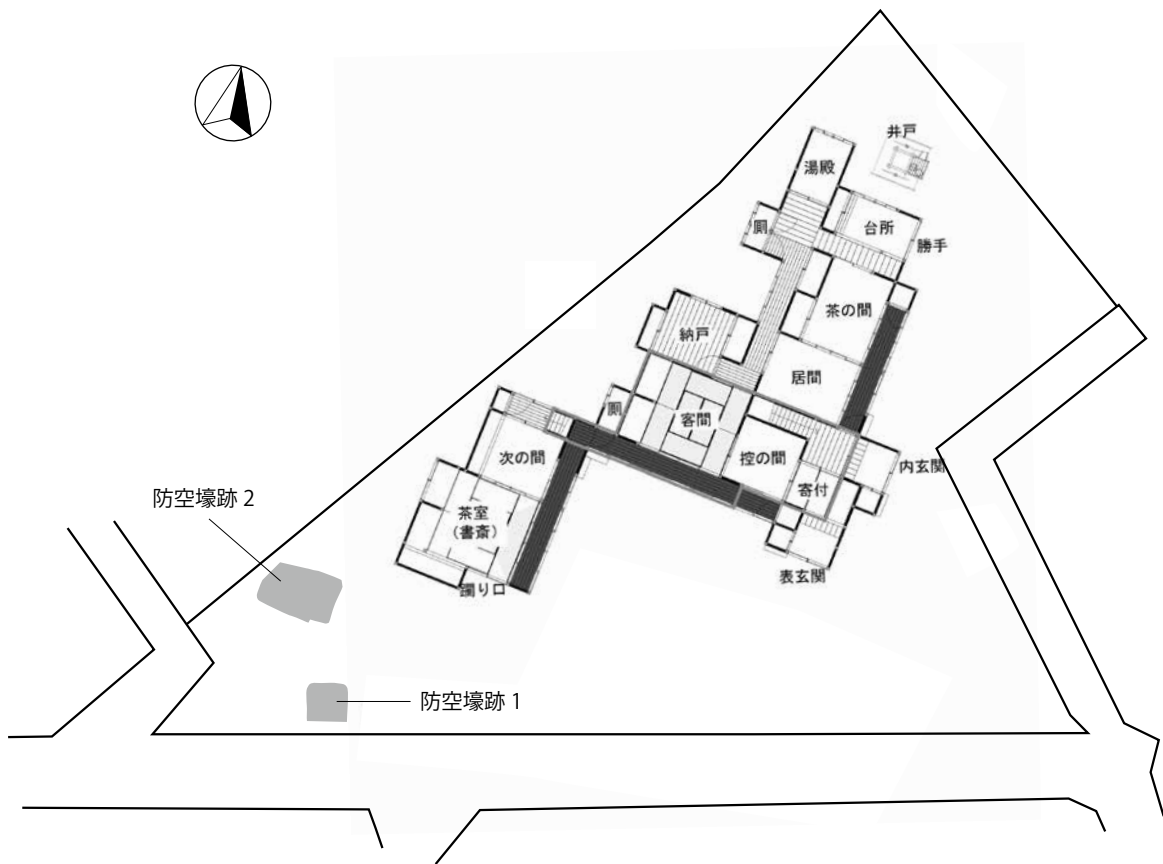 井戸
湯殿
厠
台所
勝手
茶の間
納戸
居間
客間
厠
控の間
次の間
内玄関
寄付
防空壕跡 2
茶室
(書斎)
表玄関
躙り口
防空壕跡 1